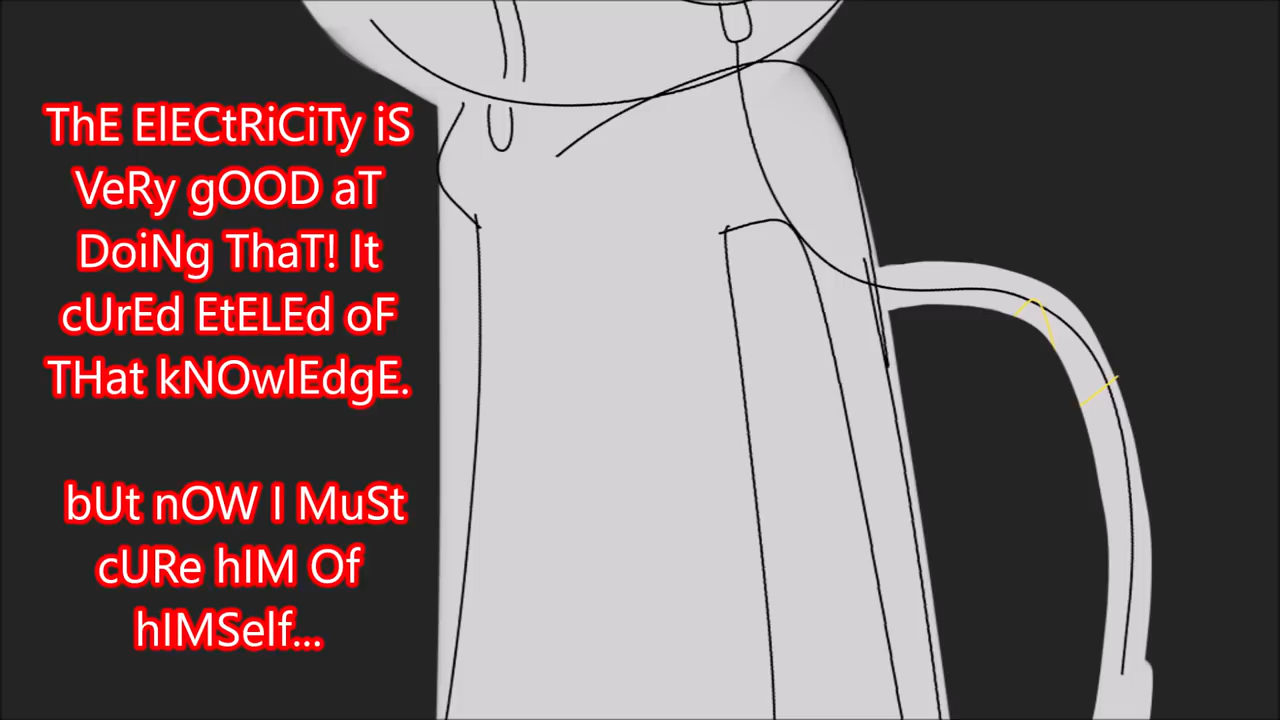 ThE ElECtRiCiTy iS
VeRy gOOD aT
DoiNg ThaT! It
cUrEd EtELEd oF
THat kNOwlEdgE.
bUt nOW I MuSt
cURe hIM Of
hIMSelf...